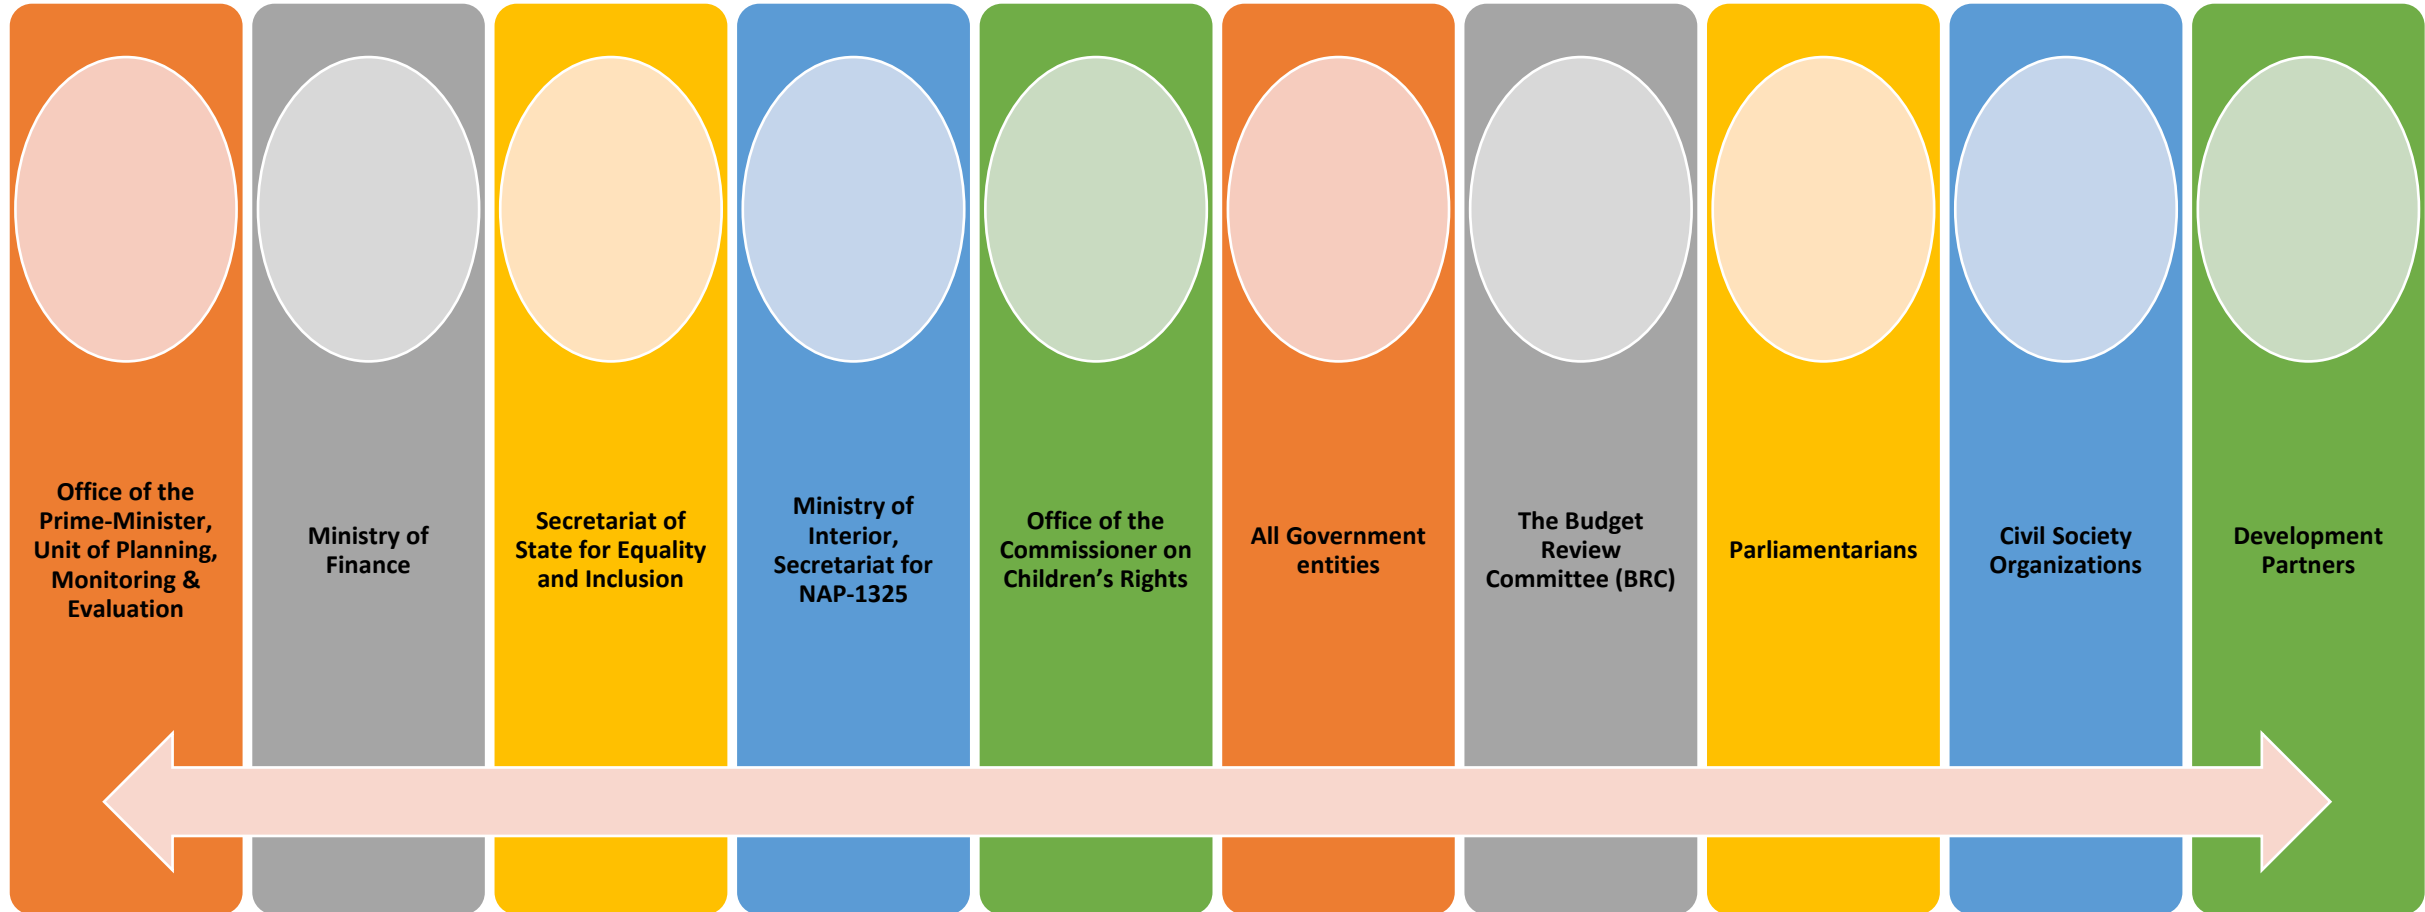 Office of the
Prime-Minister,
Unit of Planning,
Monitoring &
Evaluation
Ministry of
Finance
Secretariat of
State for Equality
and Inclusion
Ministry of
Interior,
Secretariat for
NAP-1325
Office of the
Commissioner on
Children’s Rights
All Government
entities
The Budget
Review
Committee (BRC)
Parliamentarians
Civil Society
Organizations
Development
Partners